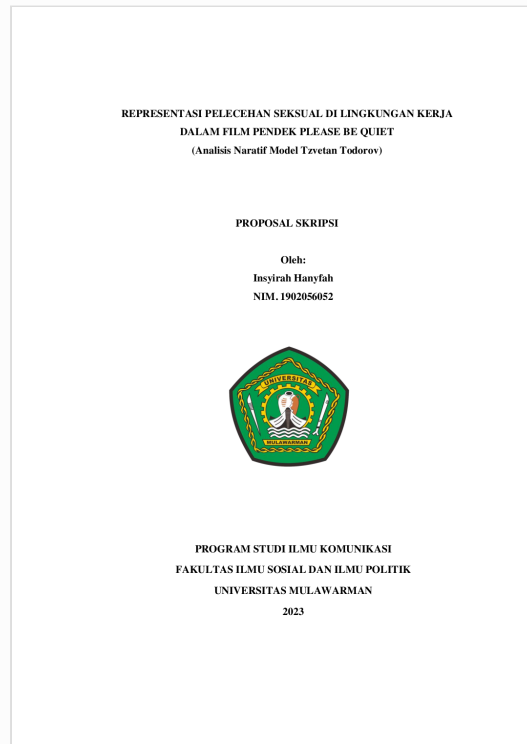 REPRESENTASI PELECEHAN SEKSUAL DI LINGKUNGAN KERJA
DALAM FILM PENDEK PLEASE BE QUIET
(Analisis Naratif Model Tzvetan Todorov)
PROPOSAL SKRIPSI
Oleh:
Insyirah Hanyfah
NIM. 1902056052
UNIVERSITAS
MULAWARMAN
PROGRAM STUDI ILMU KOMUNIKASI
FAKULTAS ILMU SOSIAL DAN ILMU POLITIK
UNIVERSITAS MULAWARMAN
2023